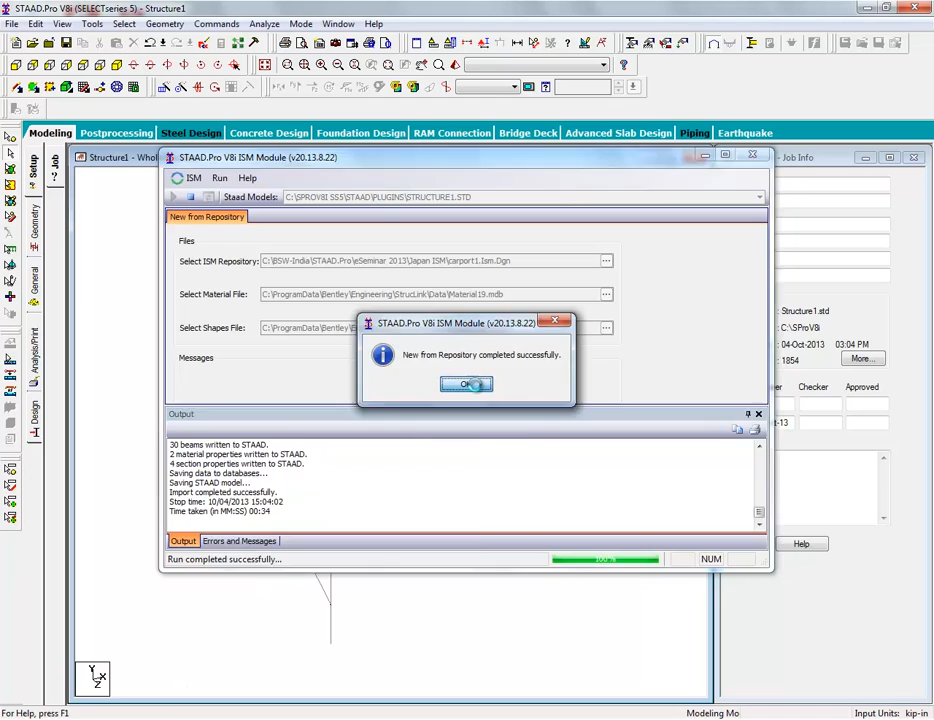 STAAD.Pro V8i (SELECTseries 5) - Structure1
File Edit View Tools Select Geometry Commands Analyze Mode Window Help
Modeling Postprocessing Steel Design Concrete Design Foundation Design RAM Connection Bridge Deck Advanced Slab Design Piping Earthquake
Structure1 - Whol
STAAD.Pro V8i ISM Module (v20.13.8.22)
- Job Info
ISM Run Help
Staad Models: C:\SPROV8I SS5\STAAD\PLUGINS\STRUCTURE1.STD
New from Repository
Files
Select ISM Repository: C:\BSW-India\STAAD.Pro\eSeminar 2013\Japan ISM\carport1.Ism.Dgn
Select Material File: C:\ProgramData\Bentley\Engineering\StrucLink\Data\Material19.mdb
Select Shapes File: C:\ProgramData\Bentley
Messages
STAAD.Pro V8i ISM Module (v20.13.8.22)
New from Repository completed successfully.
Output
30 beams written to STAAD.
2 material properties written to STAAD.
4 section properties written to STAAD.
Saving data to databases...
Saving STAAD model...
Import completed successfully.
Stop time: 10/04/2013 15:04:02
Time taken (in MM:SS) 00:34
Output Errors and Messages
Run completed successfully... 100 % NUM
Setup
Job
Geometry
General
Analysis/Print
Design
: Structure1.std
: C:\SProV8i
: 04-Oct-2013 03:04 PM
: 1854 More...
Checker Approved
ct-13
Help
Y
X
Z
For Help, press F1 Modeling Mo Input Units: kip-in